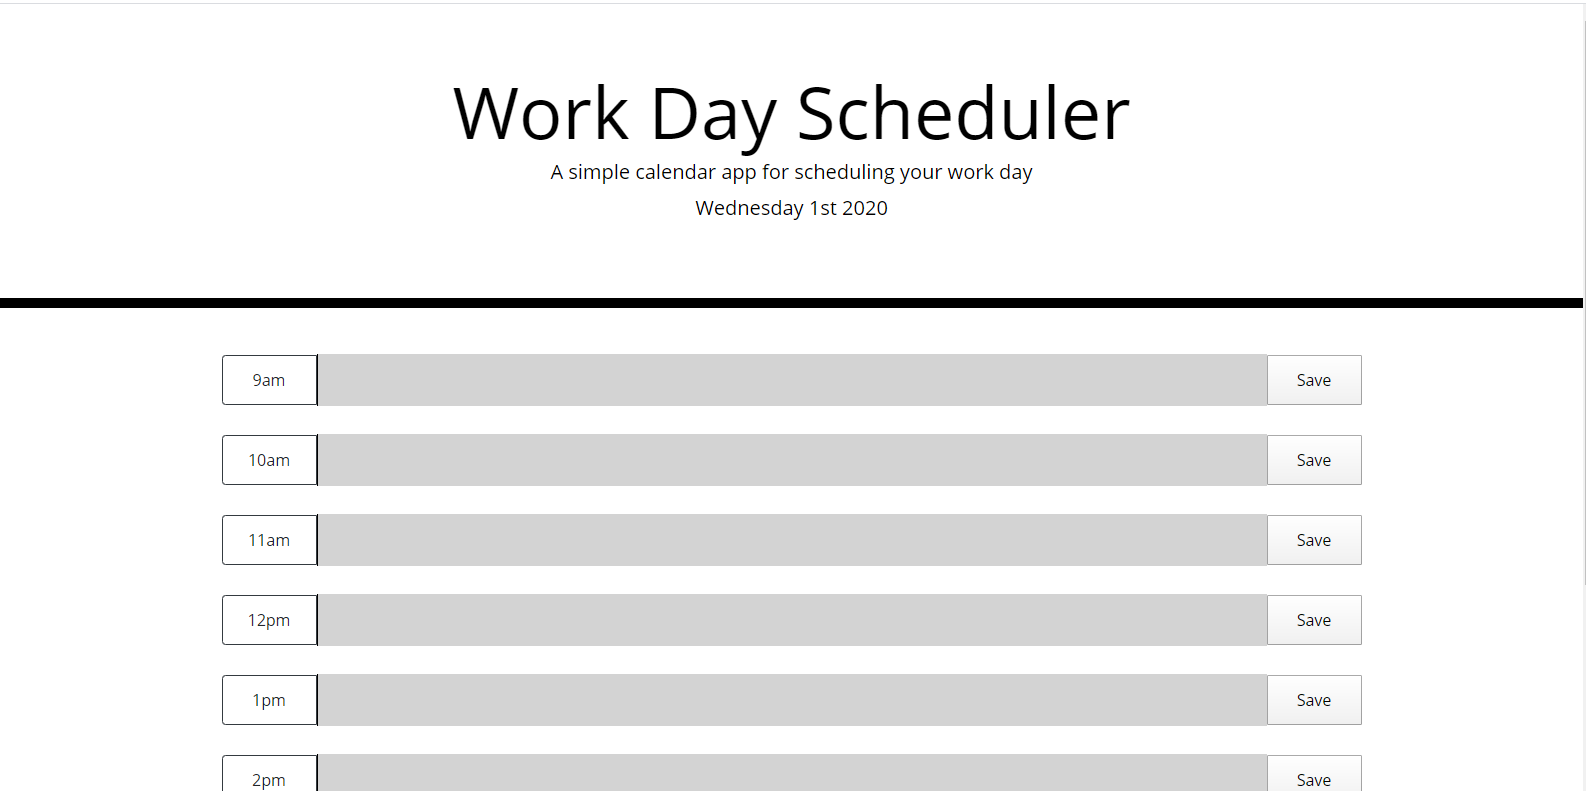 Work Day Scheduler
A simple calendar app for scheduling your work day
Wednesday 1st 2020
9am Save
10am Save
11am Save
12pm Save
1pm Save
2pm Save